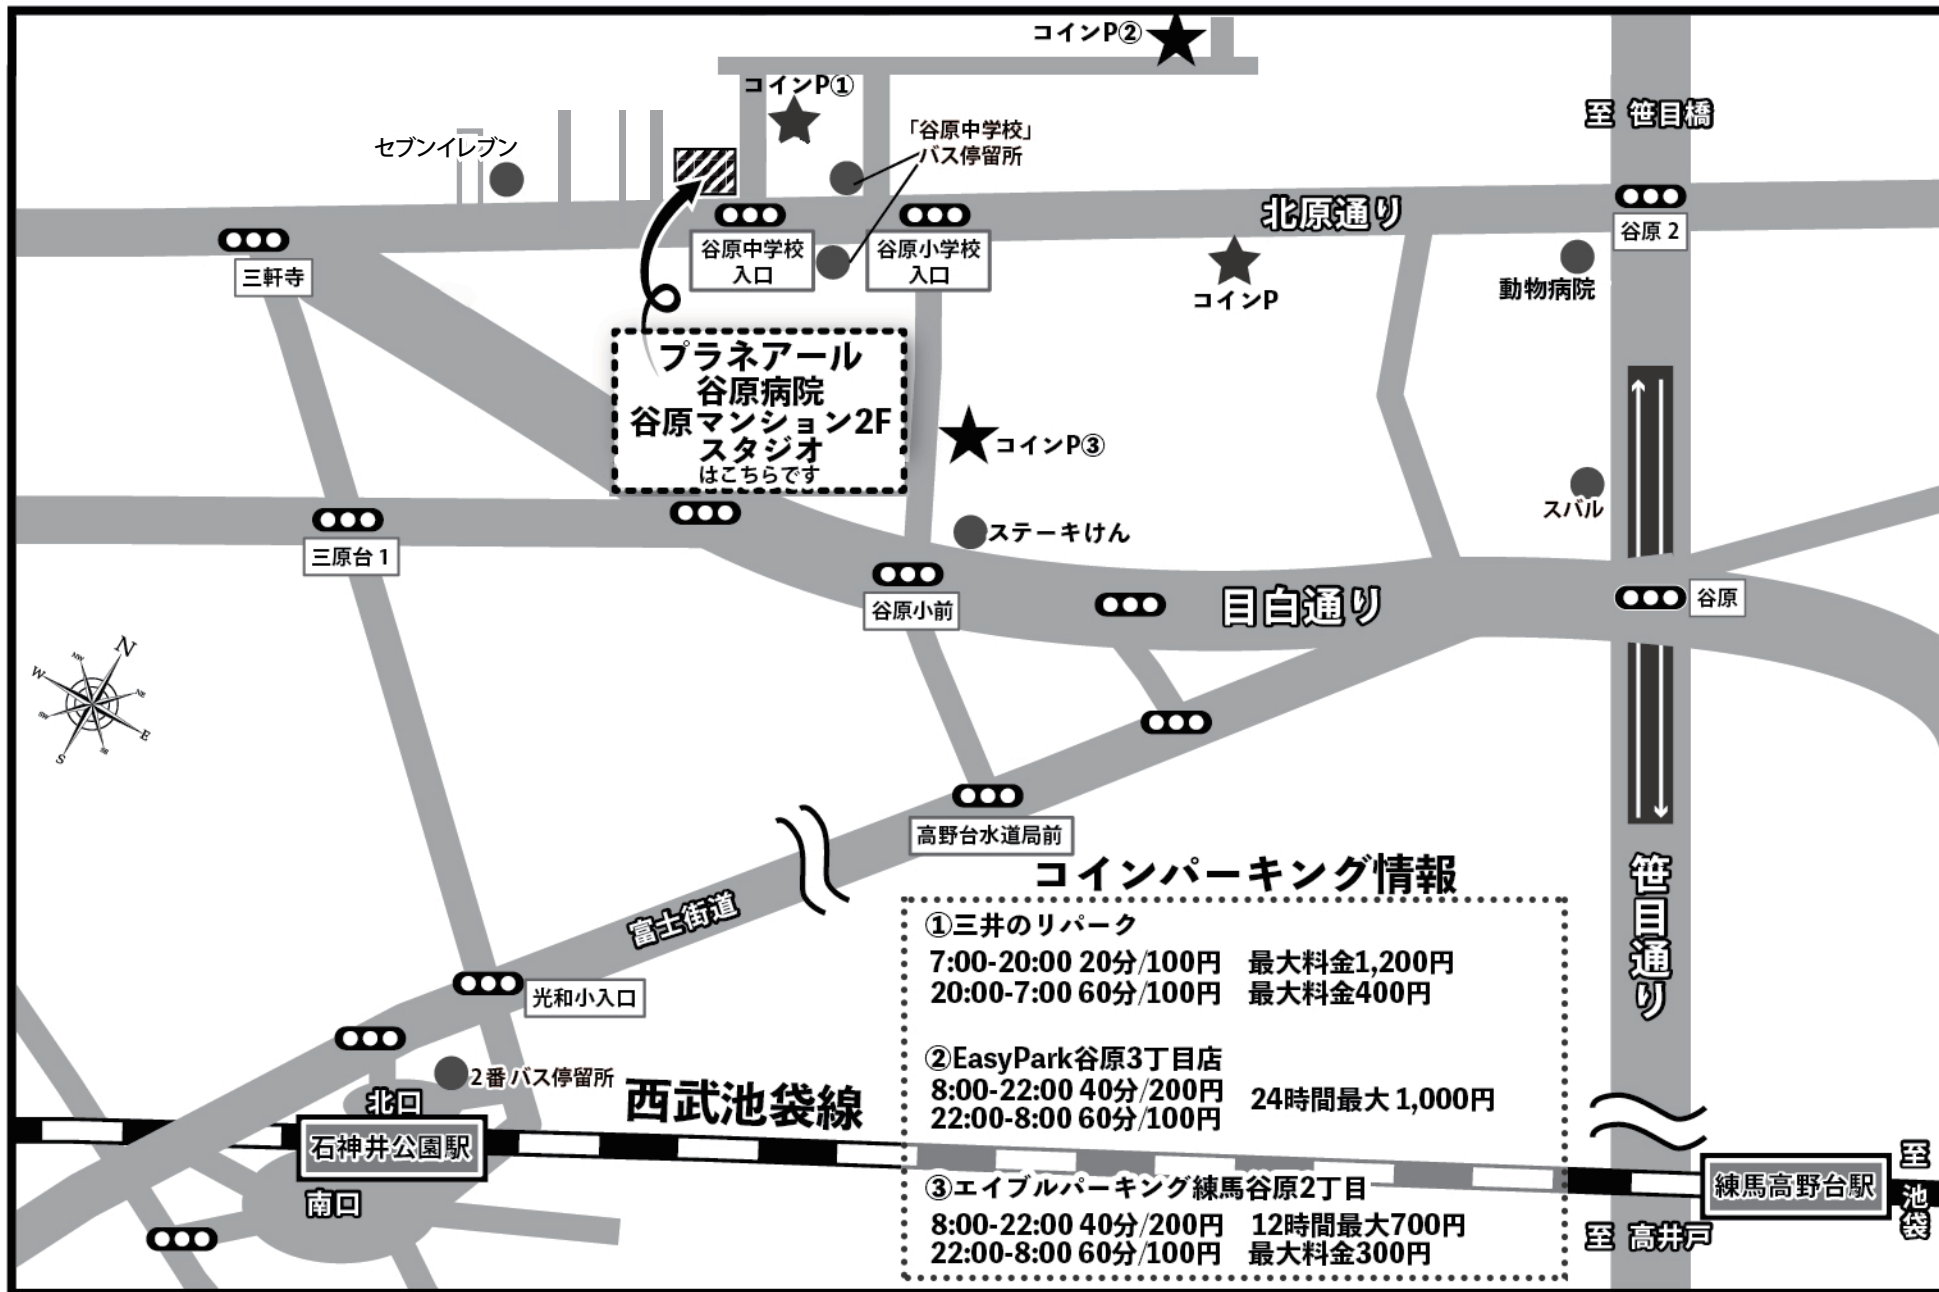 コインP②
コインP①
至 笹目橋
セブンイレブン
「谷原中学校」
バス停留所
北原通り
谷原中学校
入口
谷原小学校
入口
谷原 2
三軒寺
コインP
動物病院
プラネアール
谷原病院
谷原マンション2F
スタジオ
はこちらです
コインP③
スバル
ステーキけん
三原台 1
谷原小前
目白通り
谷原
N
NW
W
NE
SW
E
SE
S
高野台水道局前
富士街道
笹目通り
光和小入口
2番 バス停留所
北口
石神井公園駅
南口
西武池袋線
コインパーキング情報
①三井のリパーク
7:00-20:00 20分/100円 最大料金1,200円
20:00-7:00 60分/100円 最大料金400円
②EasyPark谷原3丁目店
8:00-22:00 40分/200円
22:00-8:00 60分/100円
24時間最大 1,000円
③エイブルパーキング練馬谷原2丁目
8:00-22:00 40分/200円 12時間最大700円
22:00-8:00 60分/100円 最大料金300円
練馬高野台駅
至 池袋
至 高井戸